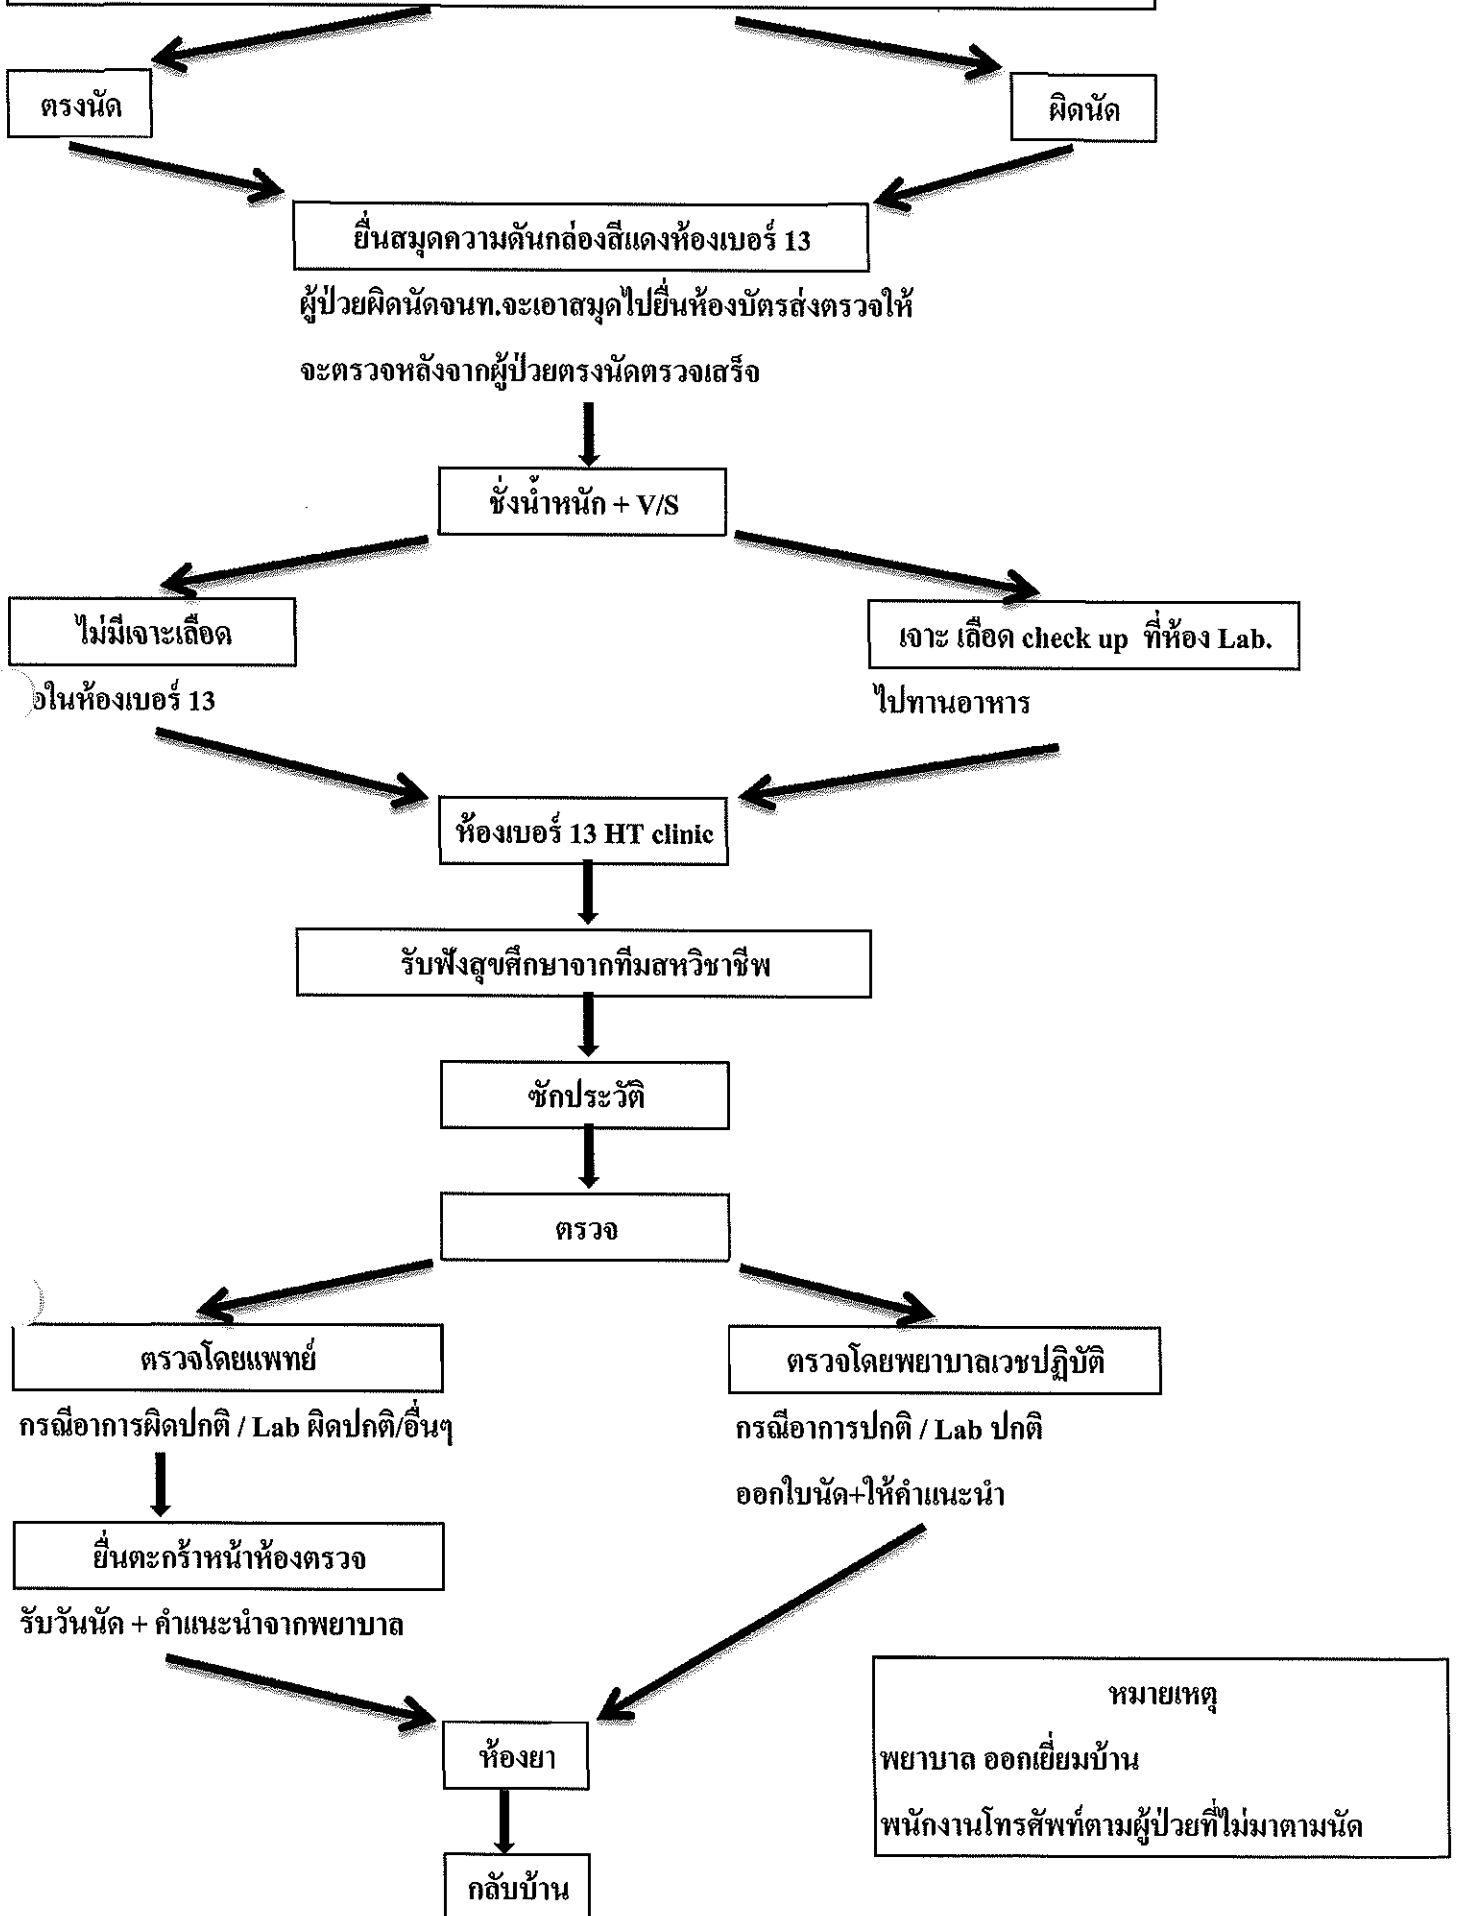 ตรงนัด
ผิดนัด
ยื่นสมุดความดันกล่องสีแดงห้องเบอร์ 13
ผู้ป่วยผิดนัดจนท.จะเอาสมุดไปยื่นห้องบัตรส่งตรวจให้
จะตรวจหลังจากผู้ป่วยตรงนัดตรวจเสร็จ
ชั่งน้ำหนัก + V/S
ไม่มีเจาะเลือด
เจาะ เลือด check up ที่ห้อง Lab.
อในห้องเบอร์ 13
ไปทานอาหาร
ห้องเบอร์ 13 HT clinic
รับฟังสุขศึกษาจากทีมสหวิชาชีพ
ซักประวัติ
ตรวจ
ตรวจโดยแพทย์
ตรวจโดยพยาบาลเวชปฏิบัติ
กรณีอาการผิดปกติ / Lab ผิดปกติ/อื่นๆ
กรณีอาการปกติ / Lab ปกติ
ออกใบนัด+ให้คำแนะนำ
ยื่นตะกร้าหน้าห้องตรวจ
รับวันนัด + คำแนะนำจากพยาบาล
หมายเหตุ
ห้องยา
พยาบาล ออกเยี่ยมบ้าน
พนักงานโทรศัพท์ตามผู้ป่วยที่ไม่มาตามนัด
กลับบ้าน